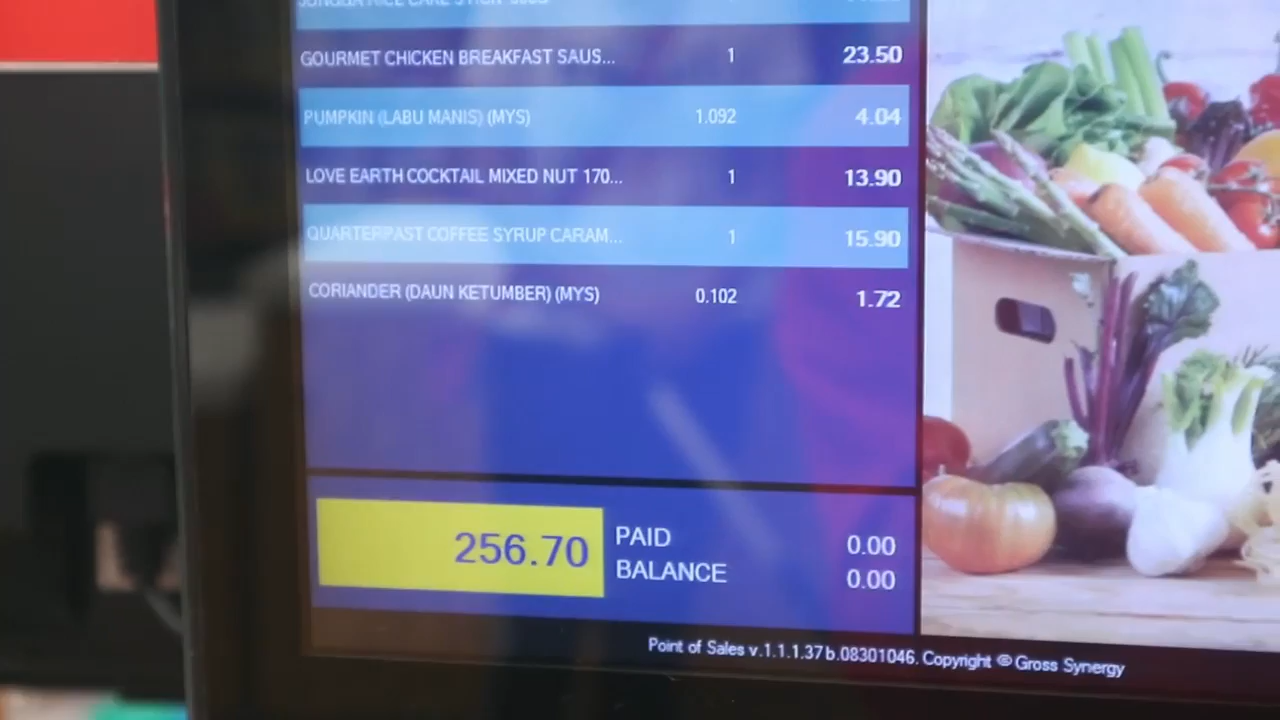 GOURMET CHICKEN BREAKFAST SAUS... 1 23.50
PUMPKIN (LABU MANIS) (MYS) 1.092 4.04
LOVE EARTH COCKTAIL MIXED NUT 170... 1 13.90
QUARTERPAST COFFEE SYRUP CARAM... 1 15.90
CORIANDER (DAUN KETUMBER) (MYS) 0.102 1.72
256.70
PAID 0.00
BALANCE 0.00
Point of Sales v.1.1.1.37b.08301046. Copyright © Gross Synergy